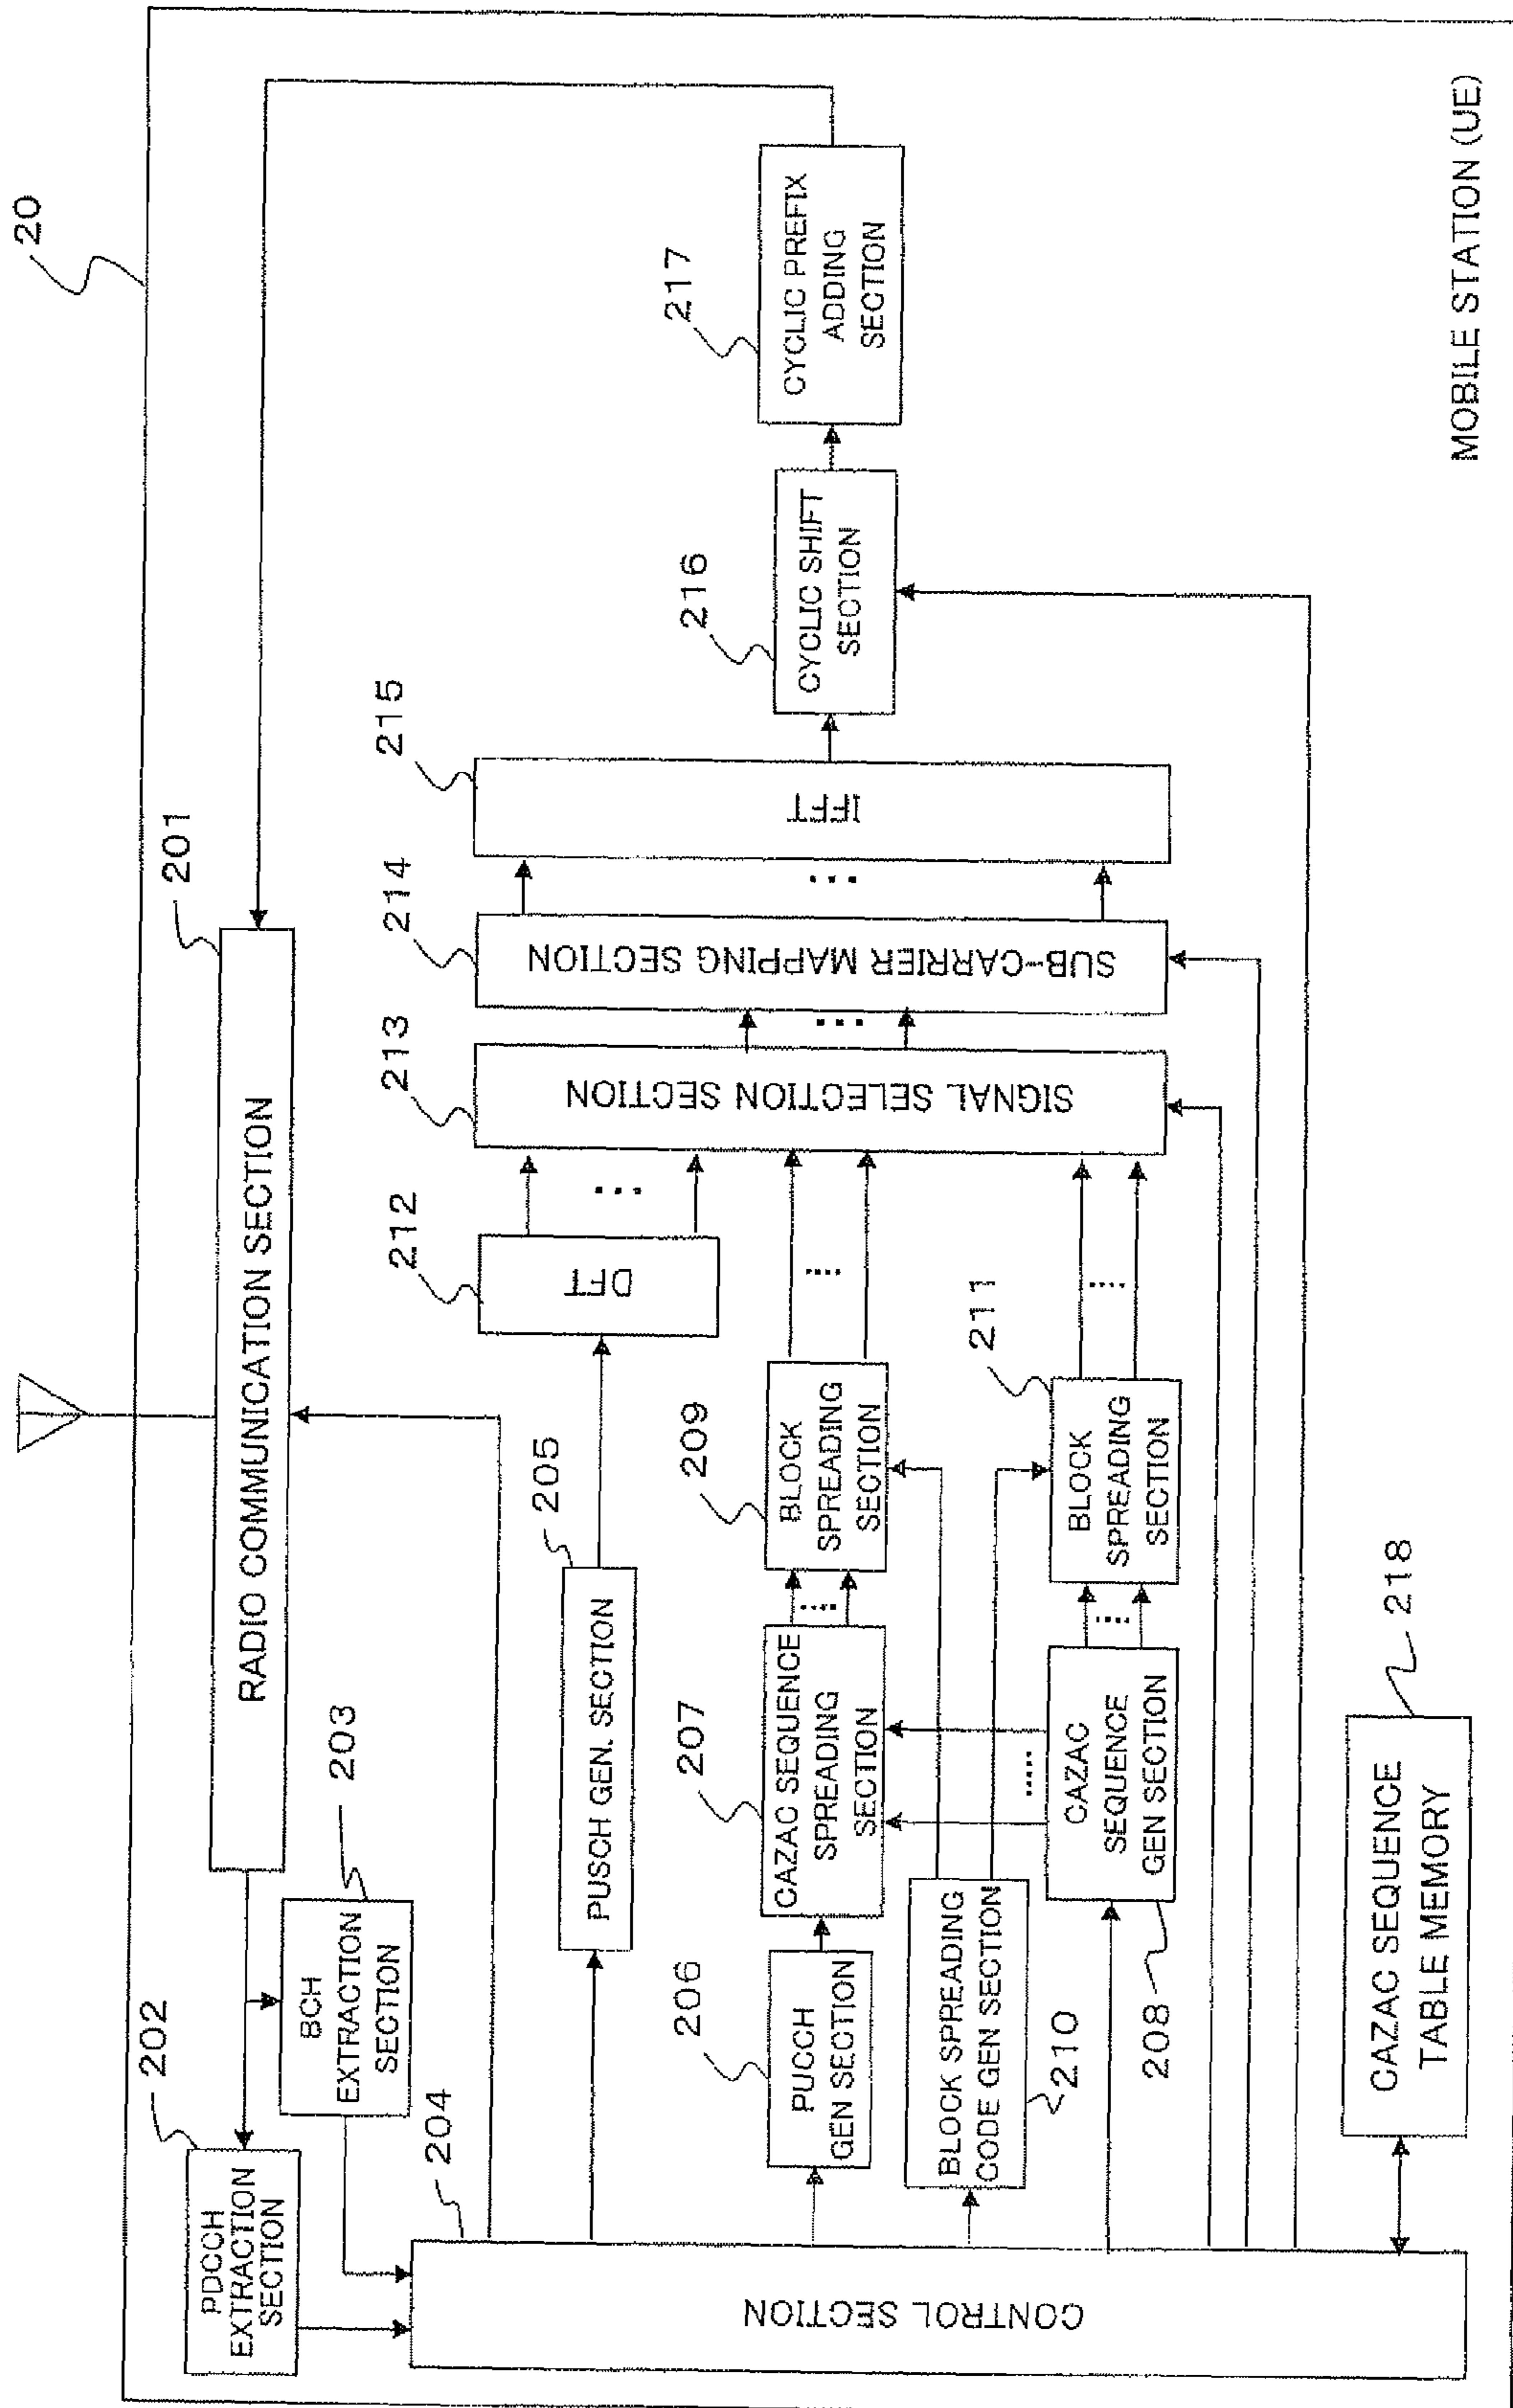 20
201
RADIO COMMUNICATION SECTION
202
PDCCH
EXTRACTION
SECTION
203
BCH
EXTRACTION
SECTION
204
CONTROL SECTION
205
PUSCH GEN. SECTION
212
DFT
213
SIGNAL SELECTION SECTION
214
SUB-CARRIER MAPPING SECTION
215
IFFT
216
CYCLIC SHIFT
SECTION
217
CYCLIC PREFIX
ADDING
SECTION
206
PUCCH
GEN SECTION
207
CAZAC SEQUENCE
SPREADING
SECTION
209
BLOCK
SPREADING
SECTION
BLOCK SPREADING
CODE GEN SECTION
210
CAZAC
SEQUENCE
GEN SECTION
208
211
BLOCK
SPREADING
SECTION
CAZAC SEQUENCE
TABLE MEMORY
218
MOBILE STATION (UE)